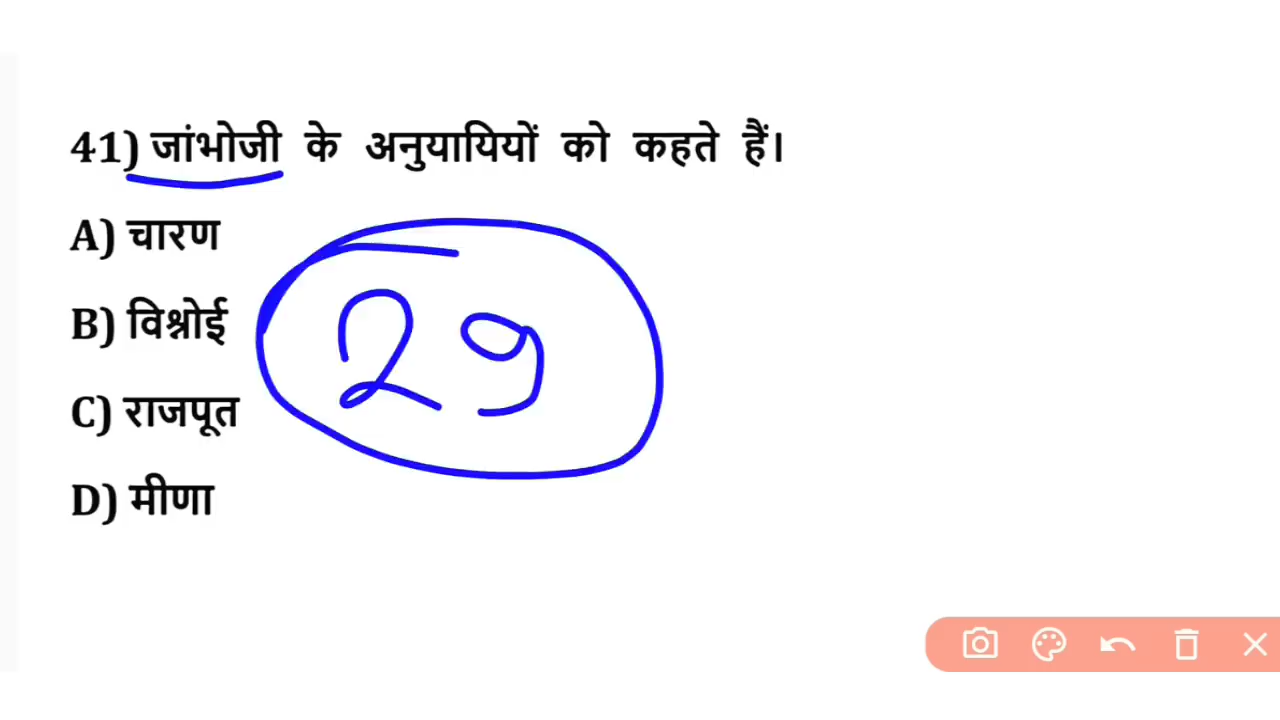 41) जांभोजी के अनुयायियों को कहते हैं।
A) चारण
B) विश्नोई
29
C) राजपूत
D) मीणा